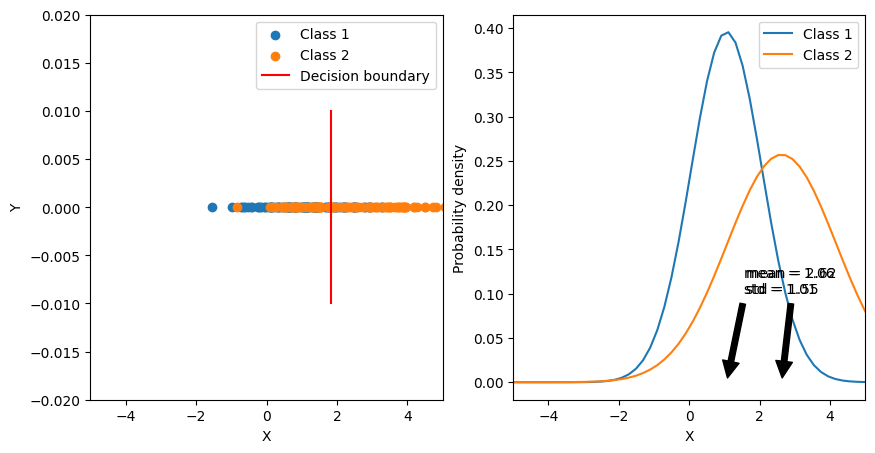 0.020
0.015
0.010
0.005
0.000
−0.005
−0.010
−0.015
−0.020
Y
−4
−2
0
2
4
X
Class 1
Class 2
Decision boundary
0.40
0.35
0.30
0.25
0.20
0.15
0.10
0.05
0.00
Probability density
−4
−2
0
2
4
X
Class 1
Class 2
mean =
std =